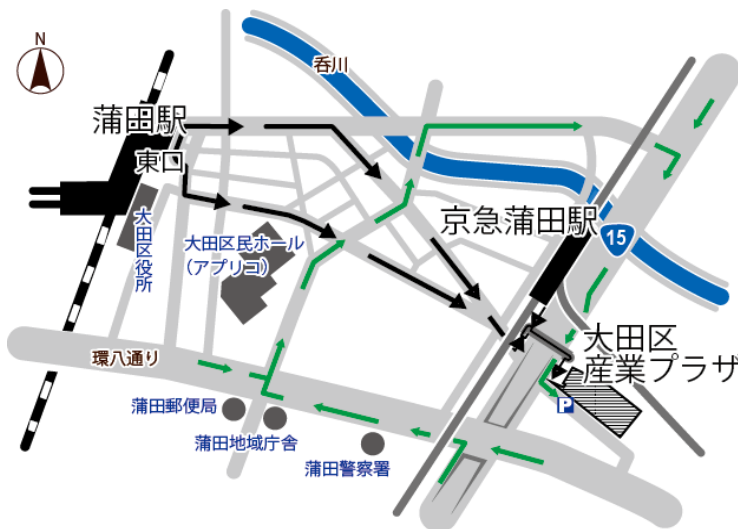 N
呑川
蒲田駅
東口
京急蒲田駅
15
大田区役所
大田区民ホール
（アプリコ）
大田区
産業プラザ
環八通り
P
蒲田郵便局
蒲田地域庁舎
蒲田警察署